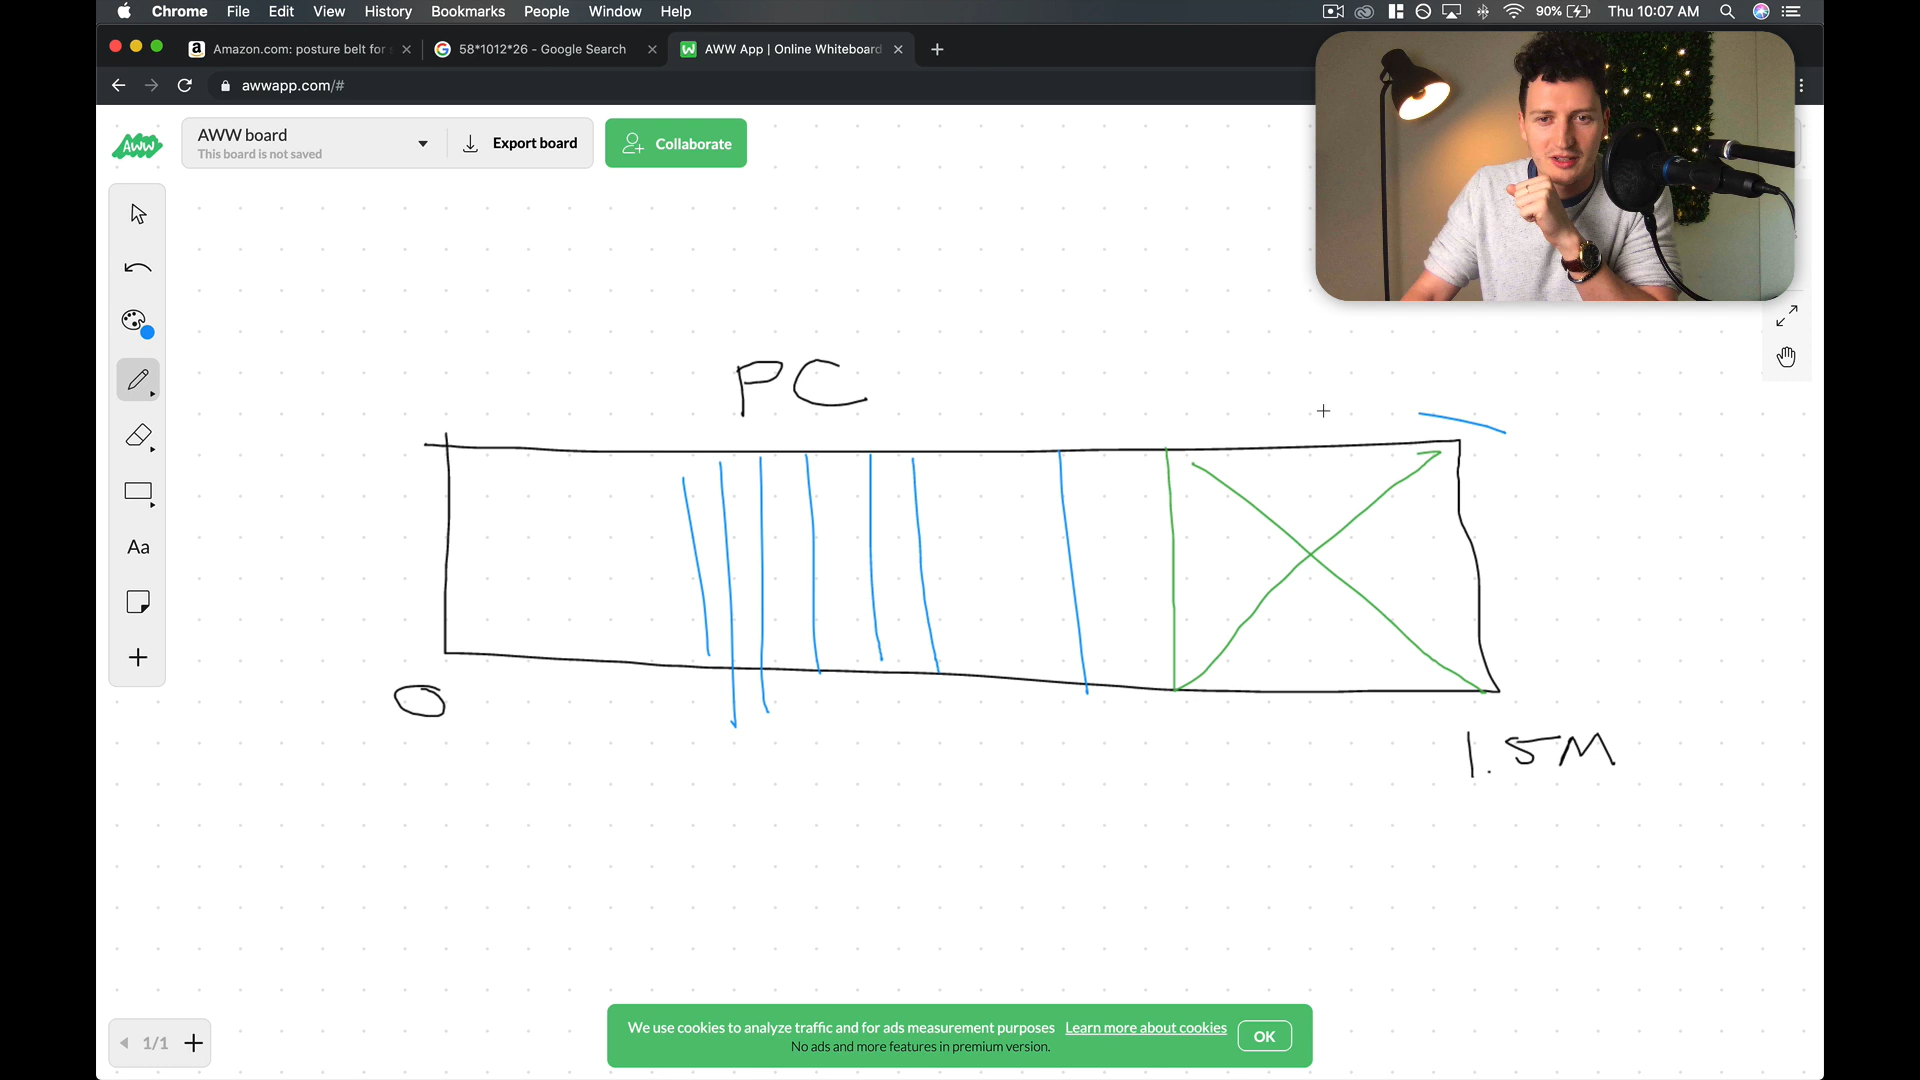 Chrome File Edit View History Bookmarks People Window Help
90% Thu 10:07 AM
Amazon.com: posture belt for
58*1012*26 - Google Search
AWW App | Online Whiteboard
awwapp.com/#
AWW
AWW board
This board is not saved
Export board
Collaborate
Aa
PC
0
1.5M
1/1
We use cookies to analyze traffic and for ads measurement purposes Learn more about cookies
No ads and more features in premium version.
OK